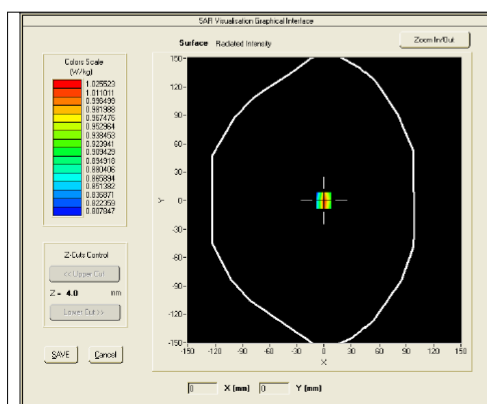 SAR Visualisation Graphical Interface
Surface Radiated Intensity
Zoom In/Out
Colors Scale
(W/kg)
1.025523
1.011011
0.996499
0.981988
0.967476
0.952964
0.938453
0.923941
0.909429
0.894918
0.880406
0.865894
0.851382
0.836871
0.822359
0.807847
Z-Cuts Control
<< Upper Cut
Z = 4.0 mm
Lower Cut >>
SAVE Cancel
150-
120-
90-
60-
30-
Y 0-
-30-
-60-
-90-
-120-
-150-
-150 -120 -90 -60 -30 0 30 60 90 120 150
X
0 X [mm] 0 Y [mm]